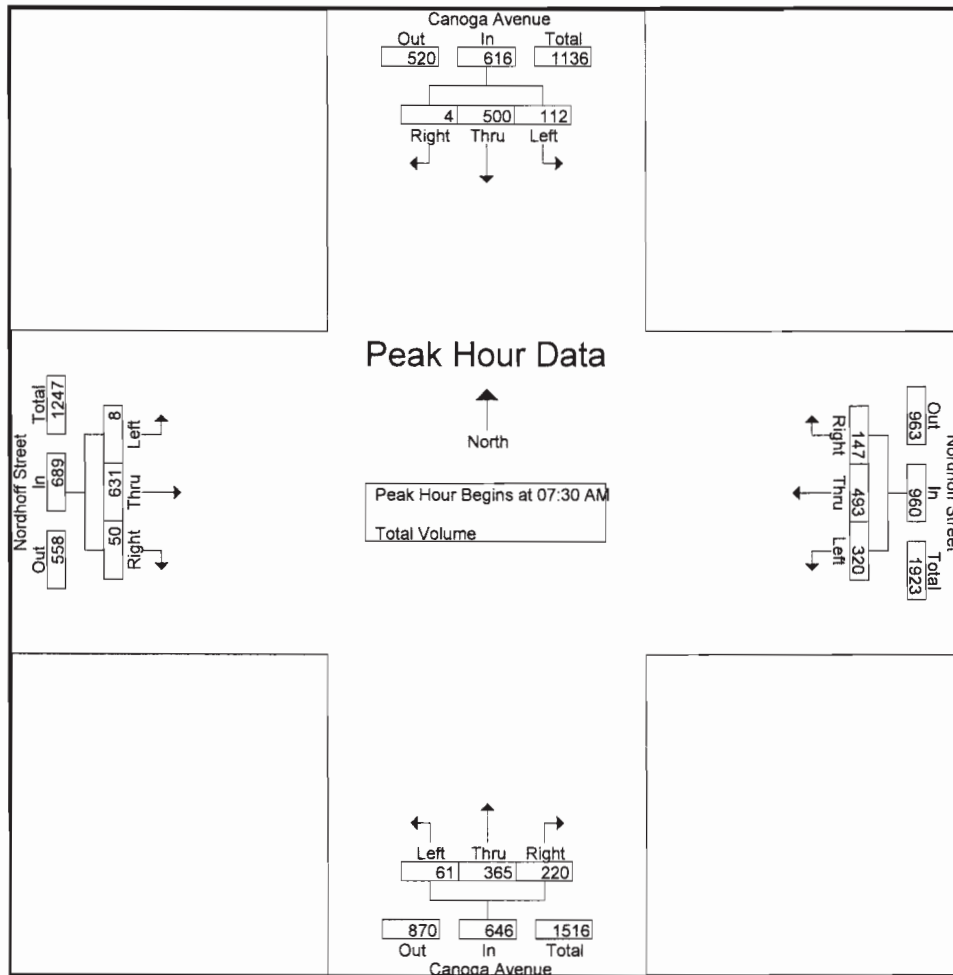 Canoga Avenue
Out In Total
520 616 1136
4 500 112
Right Thru Left
Peak Hour Data
North
Peak Hour Begins at 07:30 AM
Total Volume
Nordhoff Street
Total In Out
1247 689 558
8 631 50
Left Thru Right
Right Thru Left
147 493 320
Out In Total
963 960 1923
Nordhoff Street
Left Thru Right
61 365 220
870 646 1516
Out In Total
Canoga Avenue